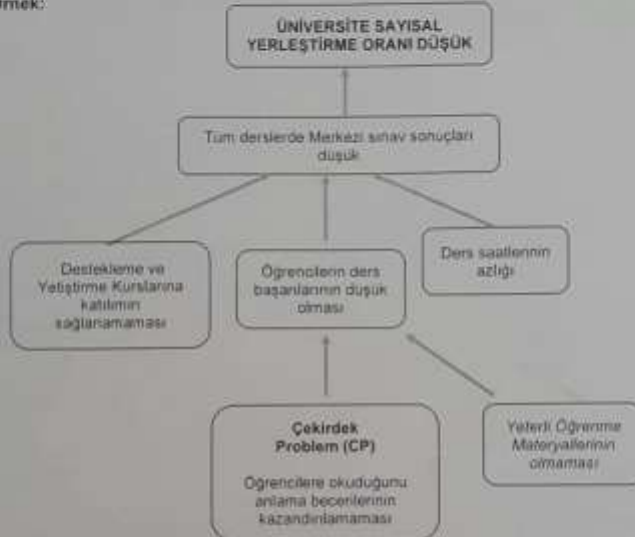 Örnek:
ÜNİVERSİTE SAYISAL
YERLEŞTİRME ORANI DÜŞÜK
Tüm derslerde Merkezi sınav sonuçları
düşük
Destekleme ve
Yetiştirme Kurslarına
katılımın
sağlanamaması
Öğrencilerin ders
başarılarının düşük
olması
Ders saatlerinin
azlığı
Çekirdek
Problem (CP)
Öğrencilere okuduğunu
anlama becerilerinin
kazandırılamaması
Yeterli Öğrenme
Materyallerinin
olmaması